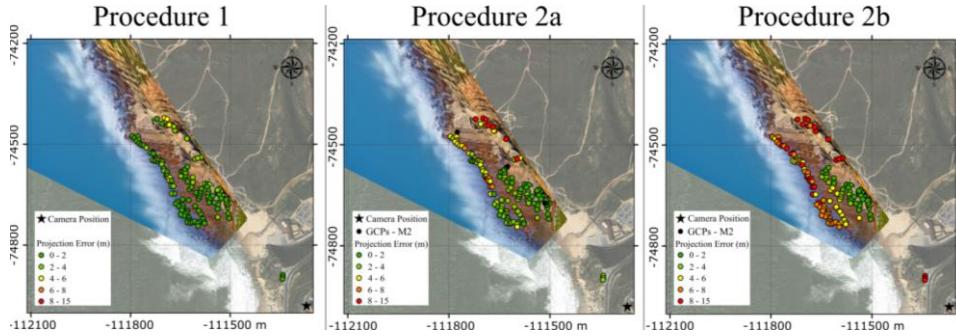 Procedure 1
Procedure 2a
Procedure 2b
-74200
-74500
-74800
Camera Position
Projection Error (m)
0 - 2
2 - 4
4 - 6
6 - 8
8 - 15
-112100
-111800
-111500 m
-74200
-74500
-74800
Camera Position
GCPs - M2
Projection Error (m)
0 - 2
2 - 4
4 - 6
6 - 8
8 - 15
-112100
-111800
-111500 m
-74200
-74500
-74800
Camera Position
GCPs - M2
Projection Error (m)
0 - 2
2 - 4
4 - 6
6 - 8
8 - 15
-112100
-111800
-111500 m